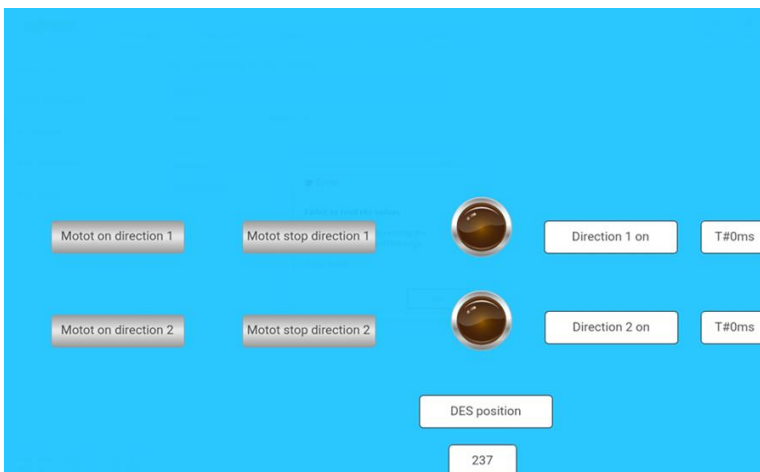 Motot on direction 1
Motot stop direction 1
Direction 1 on
T#0ms
Motot on direction 2
Motot stop direction 2
Direction 2 on
T#0ms
DES position
237